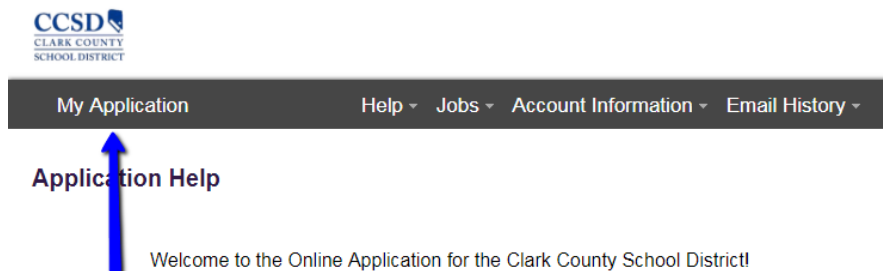 CCSD
CLARK COUNTY
SCHOOL DISTRICT
My Application Help Jobs Account Information Email History
Application Help
Welcome to the Online Application for the Clark County School District!